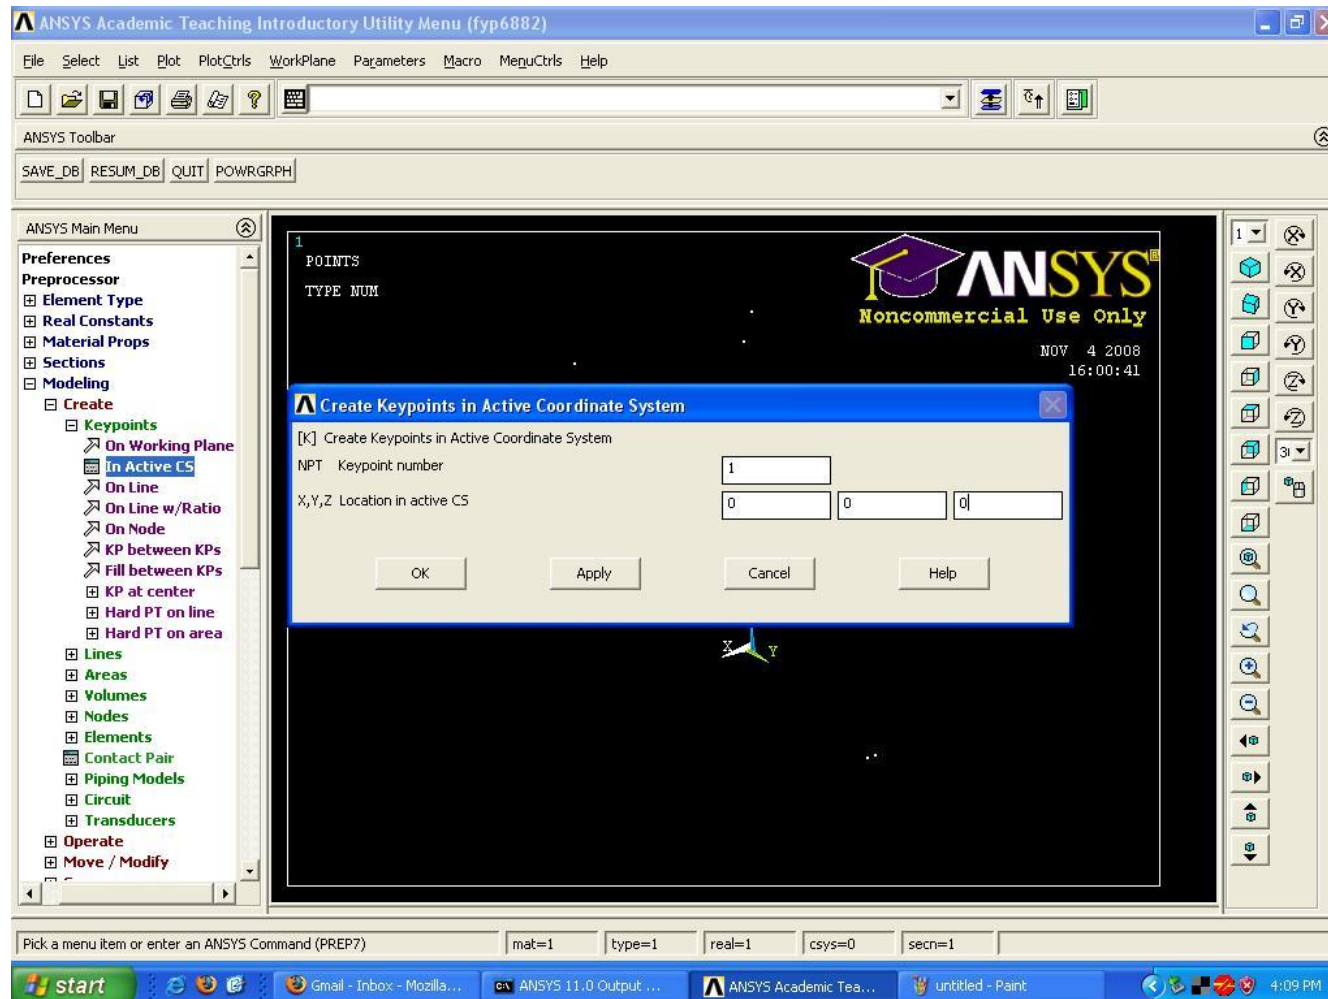 ANSYS Academic Teaching Introductory Utility Menu (fyp6882)
File Select List Plot PlotCtrls WorkPlane Parameters Macro MenuCtrls Help
ANSYS Toolbar
SAVE_DB RESUM_DB QUIT POWRGRPH
ANSYS Main Menu
Preferences
Preprocessor
Element Type
Real Constants
Material Props
Sections
Modeling
Create
Keypoints
On Working Plane
In Active CS
On Line
On Line w/Ratio
On Node
KP between KPs
Fill between KPs
KP at center
Hard PT on line
Hard PT on area
Lines
Areas
Volumes
Nodes
Elements
Contact Pair
Piping Models
Circuit
Transducers
Operate
Move / Modify
1
POINTS
TYPE NUM
ANSYS
Noncommercial Use Only
NOV 4 2008
16:00:41
Create Keypoints in Active Coordinate System
[K] Create Keypoints in Active Coordinate System
NPT Keypoint number 1
X,Y,Z Location in active CS 0 0 0
OK Apply Cancel Help
X Y
1
X
X
Y
Y
Z
Z
Pick a menu item or enter an ANSYS Command (PREP7) mat=1 type=1 real=1 csys=0 secn=1
start Gmail - Inbox - Mozilla... ANSYS 11.0 Output ... ANSYS Academic Tea... untitled - Paint 4:09 PM